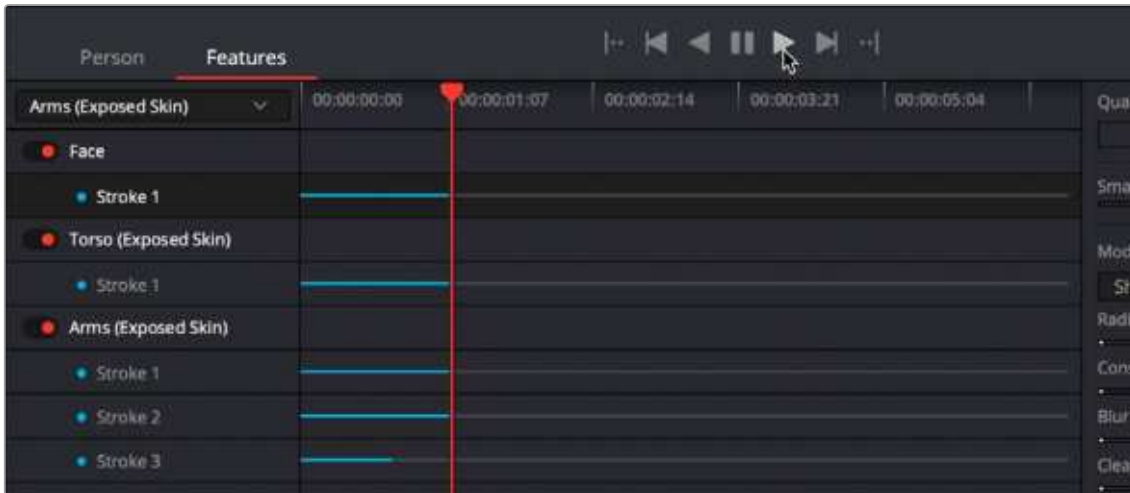 Person Features
Arms (Exposed Skin) 00:00:00:00 00:00:01:07 00:00:02:14 00:00:03:21 00:00:05:04 Qua
Face
Stroke 1 Sma
Torso (Exposed Skin)
Mod
Stroke 1 Sh
Arms (Exposed Skin) Radi
Stroke 1 Cons
Stroke 2 Blur
Stroke 3 Clea